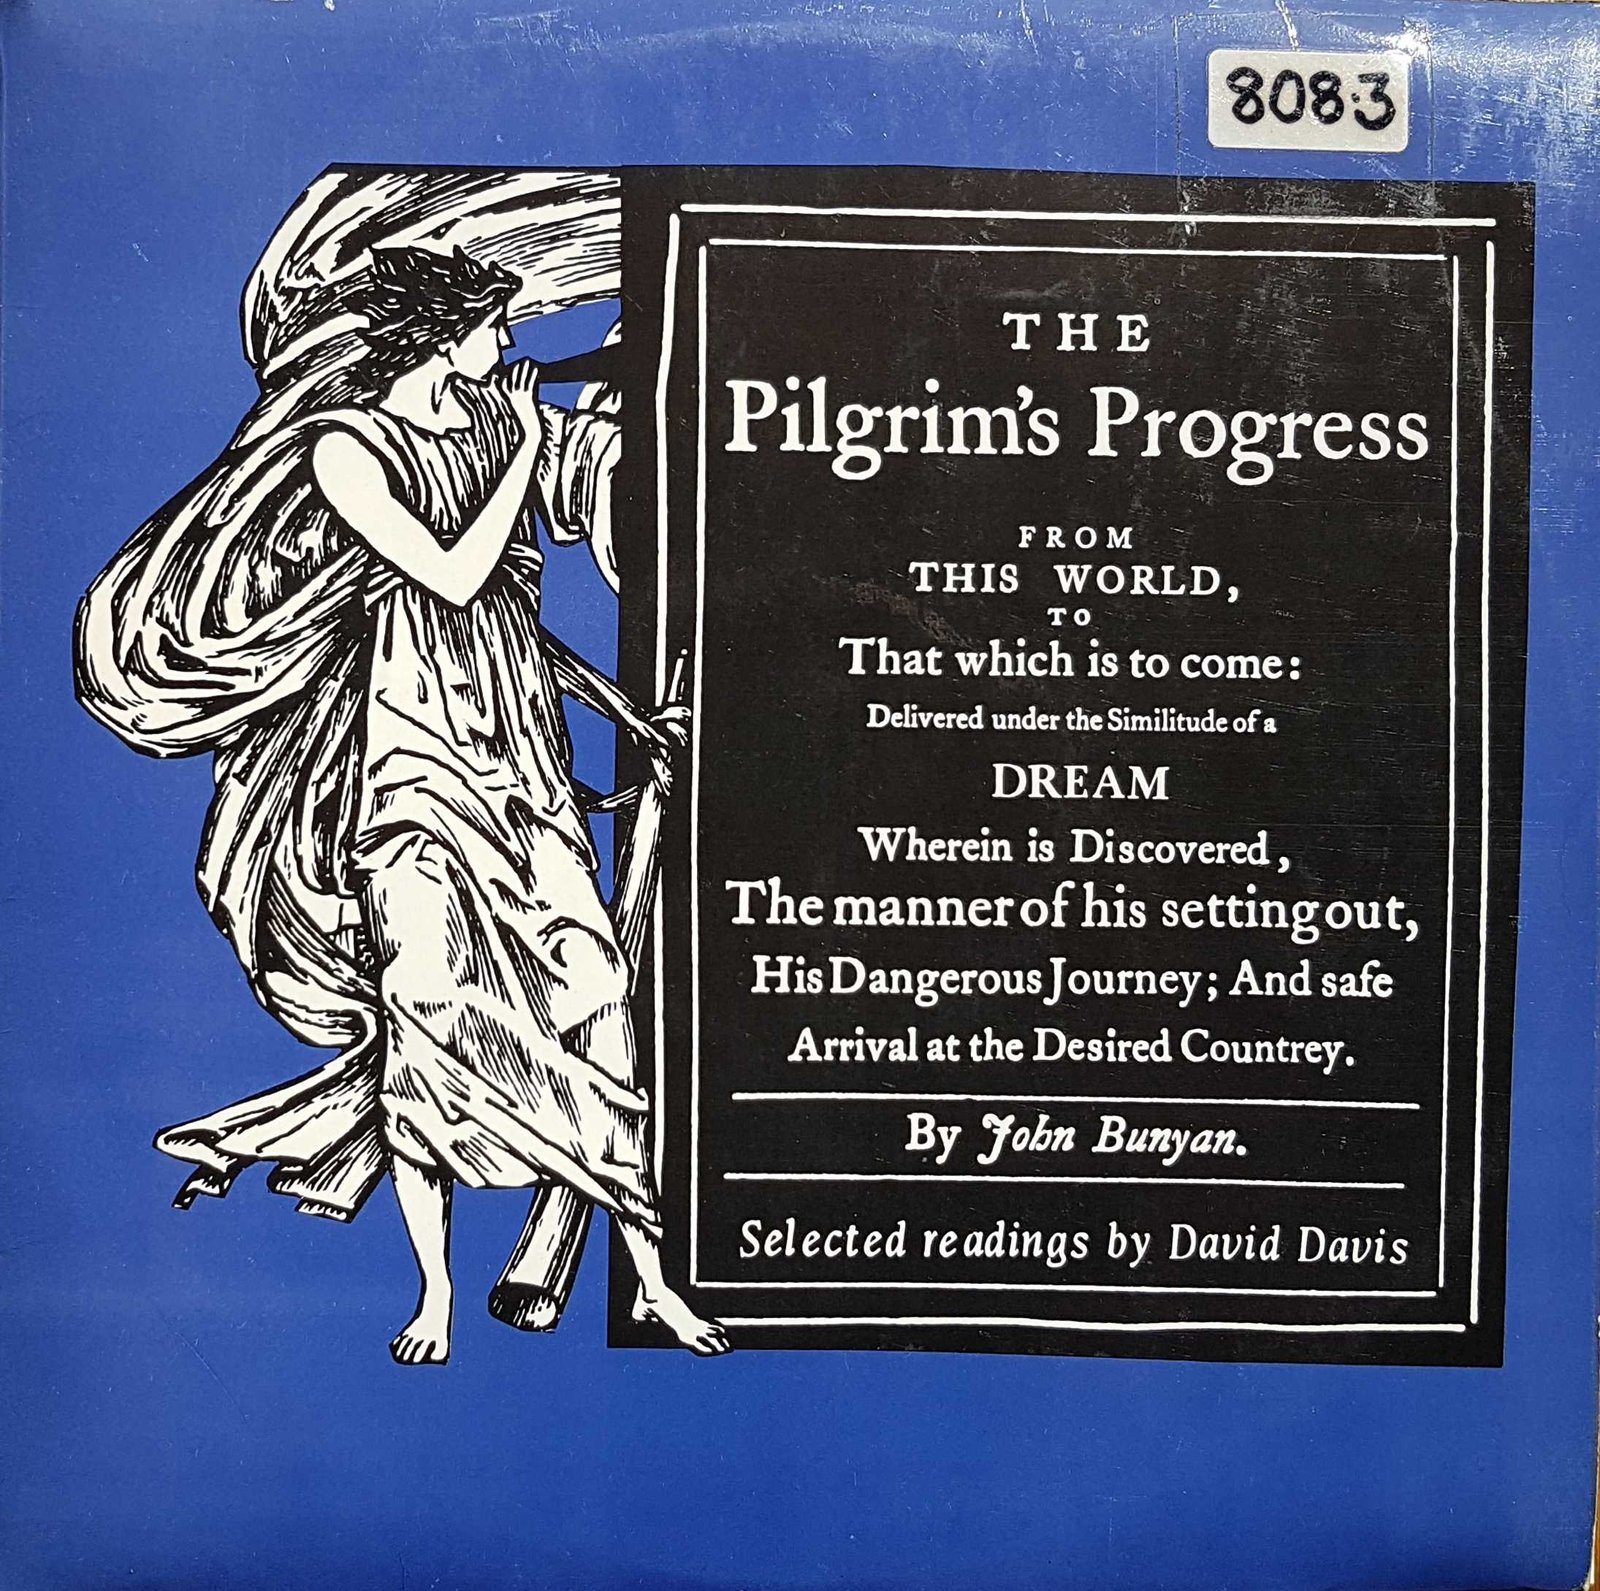 808.3
THE
Pilgrim's Progress
FROM
THIS WORLD,
TO
That which is to come:
Delivered under the Similitude of a
DREAM
Wherein is Discovered,
The manner of his setting out,
His Dangerous Journey; And safe
Arrival at the Desired Countrey.
By John Bunyan.
Selected readings by David Davis